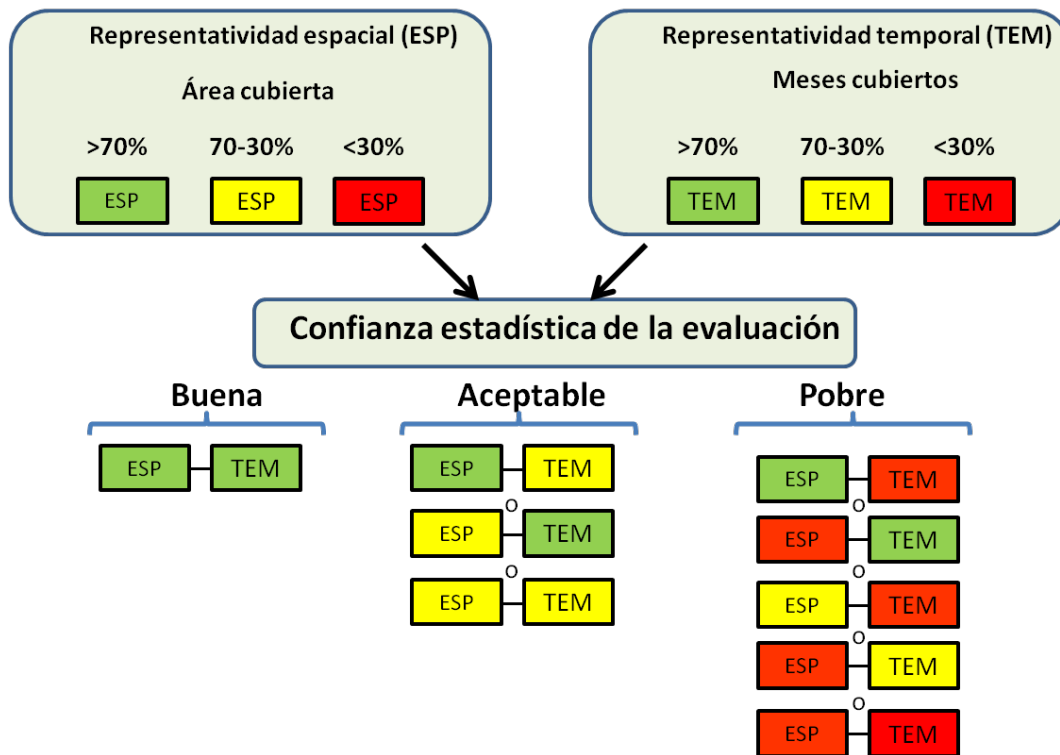 Representatividad espacial (ESP)
Área cubierta
>70% 70-30% <30%
ESP ESP ESP
Representatividad temporal (TEM)
Meses cubiertos
>70% 70-30% <30%
TEM TEM TEM
Confianza estadística de la evaluación
Buena
ESP TEM
Aceptable
ESP TEM
o
ESP TEM
o
ESP TEM
Pobre
ESP TEM
o
ESP TEM
o
ESP TEM
o
ESP TEM
o
ESP TEM